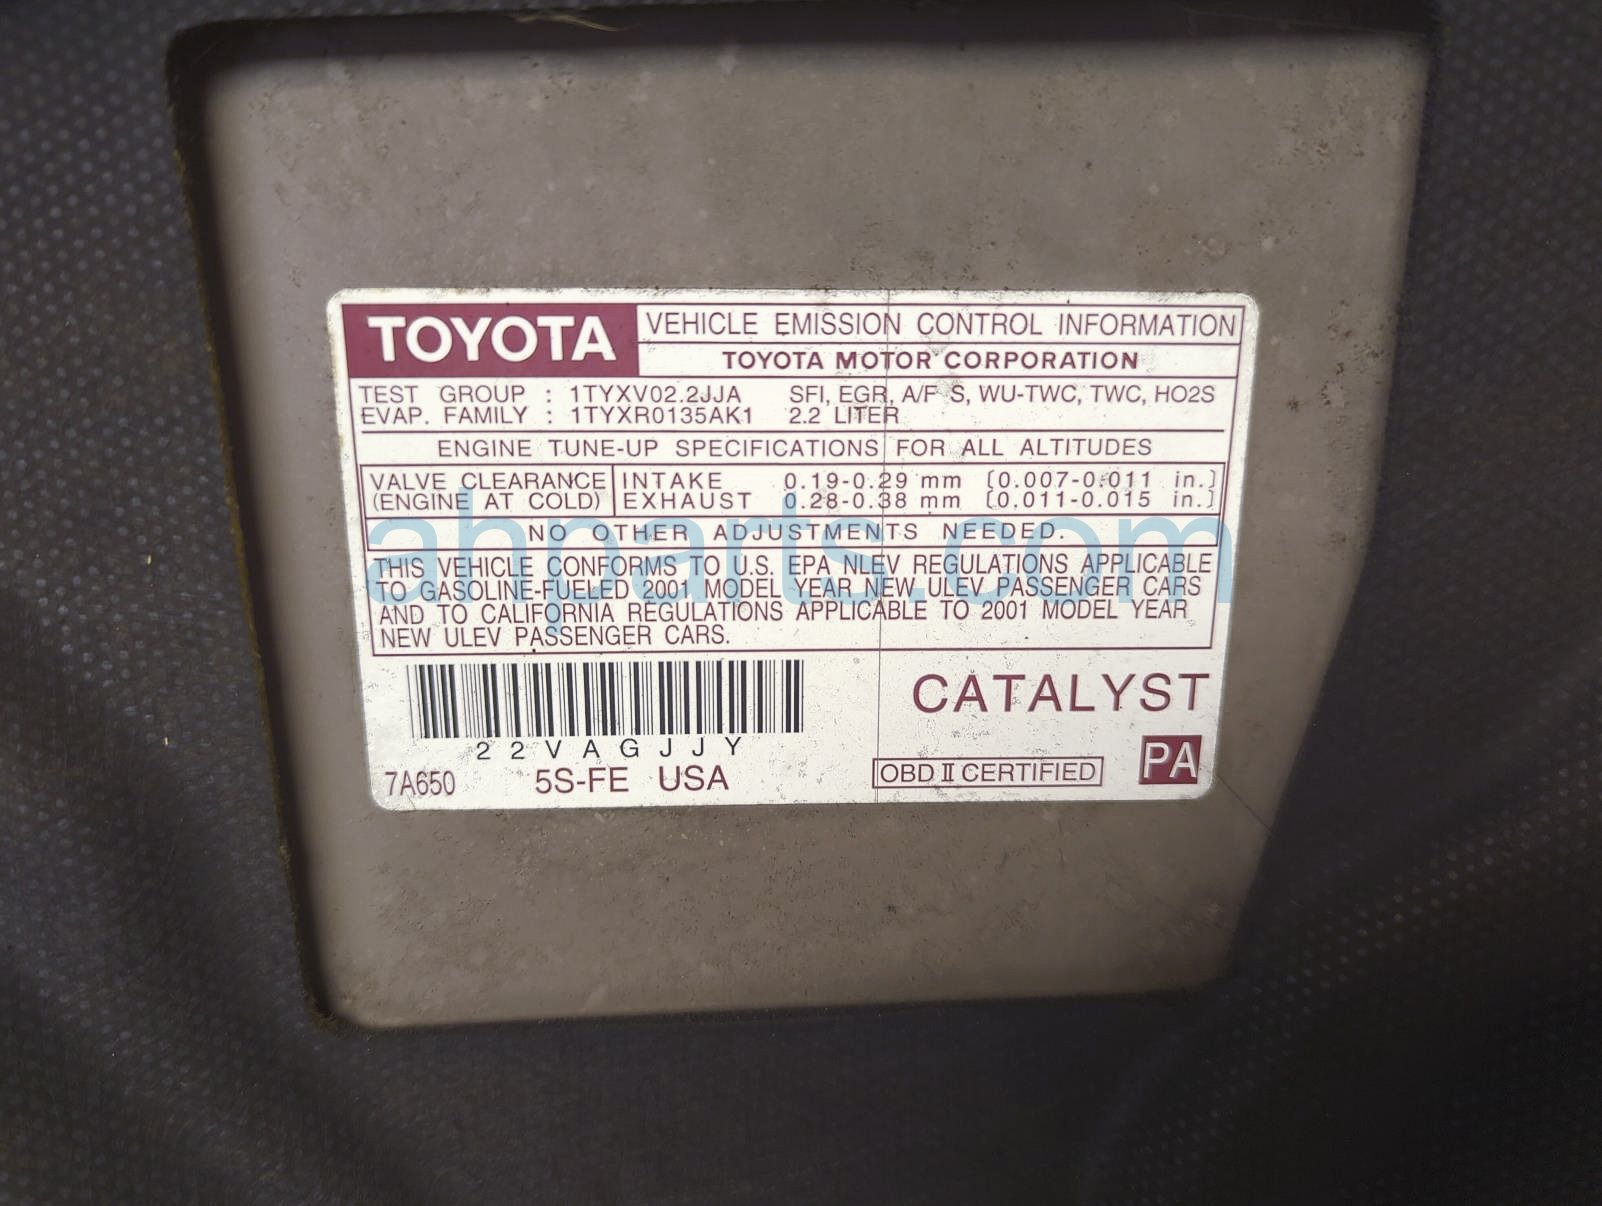 TOYOTA
VEHICLE EMISSION CONTROL INFORMATION
TOYOTA MOTOR CORPORATION
TEST GROUP : 1TYXV02.2JJA SFI, EGR, A/F S, WU-TWC, TWC, HO2S
EVAP. FAMILY : 1TYXR0135AK1 2.2 LITER
ENGINE TUNE-UP SPECIFICATIONS FOR ALL ALTITUDES
VALVE CLEARANCE INTAKE 0.19-0.29 mm (0.007-0.011 in.)
(ENGINE AT COLD) EXHAUST 0.28-0.38 mm (0.011-0.015 in.)
NO OTHER ADJUSTMENTS NEEDED.
ahparts.com
THIS VEHICLE CONFORMS TO U.S. EPA NLEV REGULATIONS APPLICABLE
TO GASOLINE-FUELED 2001 MODEL YEAR NEW ULEV PASSENGER CARS
AND TO CALIFORNIA REGULATIONS APPLICABLE TO 2001 MODEL YEAR
NEW ULEV PASSENGER CARS.
CATALYST
22VAGJJY
7A650 5S-FE USA OBD II CERTIFIED PA